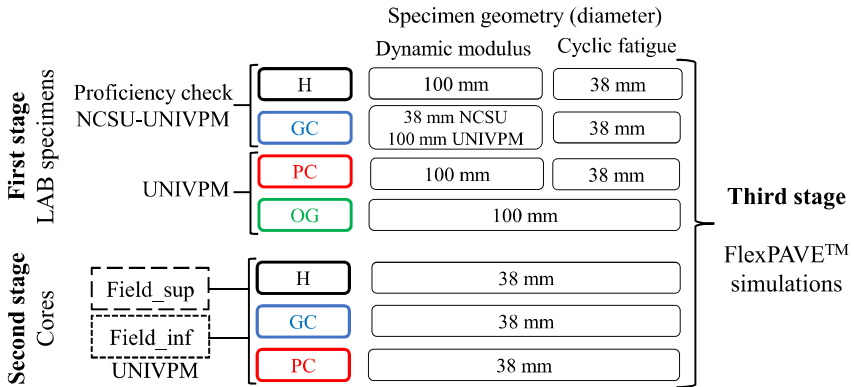 Specimen geometry (diameter)
Dynamic modulus Cyclic fatigue
First stage
LAB specimens
Proficiency check
NCSU-UNIVPM
H 100 mm 38 mm
GC 38 mm NCSU
100 mm UNIVPM 38 mm
UNIVPM
PC 100 mm 38 mm
OG 100 mm
Second stage
Cores
Field_sup
Field_inf
UNIVPM
H 38 mm
GC 38 mm
PC 38 mm
Third stage
FlexPAVE™
simulations